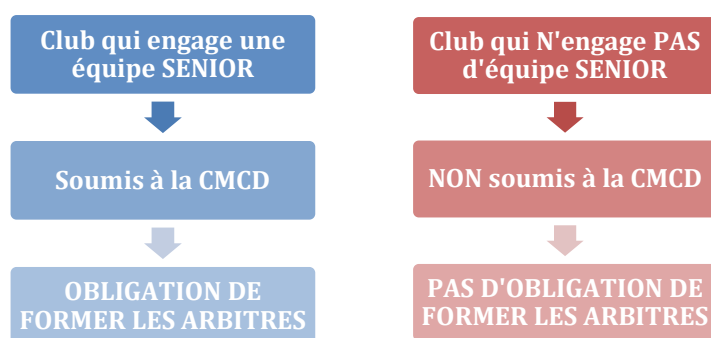 Club qui engage une
équipe SENIOR
Soumis à la CMCD
OBLIGATION DE
FORMER LES ARBITRES
Club qui N'engage PAS
d'équipe SENIOR
NON soumis à la CMCD
PAS D'OBLIGATION DE
FORMER LES ARBITRES